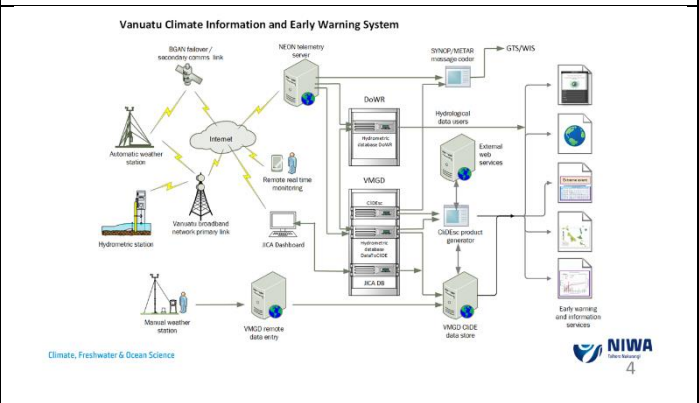 Vanuatu Climate Information and Early Warning System
BGAN failover /
secondary comms. link
NEON telemetry
server
SYNOP/METAR
massage coder
GTS/WIS
DoWR
Hydrological
data users
Hydrometric
database DoWR
Internet
External
web
services
Automatic weather
station
Remote real time
monitoring
VMGD
CliDEsc
Hydrometric station
Vanuatu broadband
network primary link
JICA Dashboard
Hydrometric
database
DataToCliDE
CliDEsc product
generator
JICA DB
Manual weather
station
VMGD remote
data entry
VMGD CliDE
data store
Early warning
and information
services
Climate, Freshwater & Ocean Science
NIWA
Taihoro Nukurangi
4